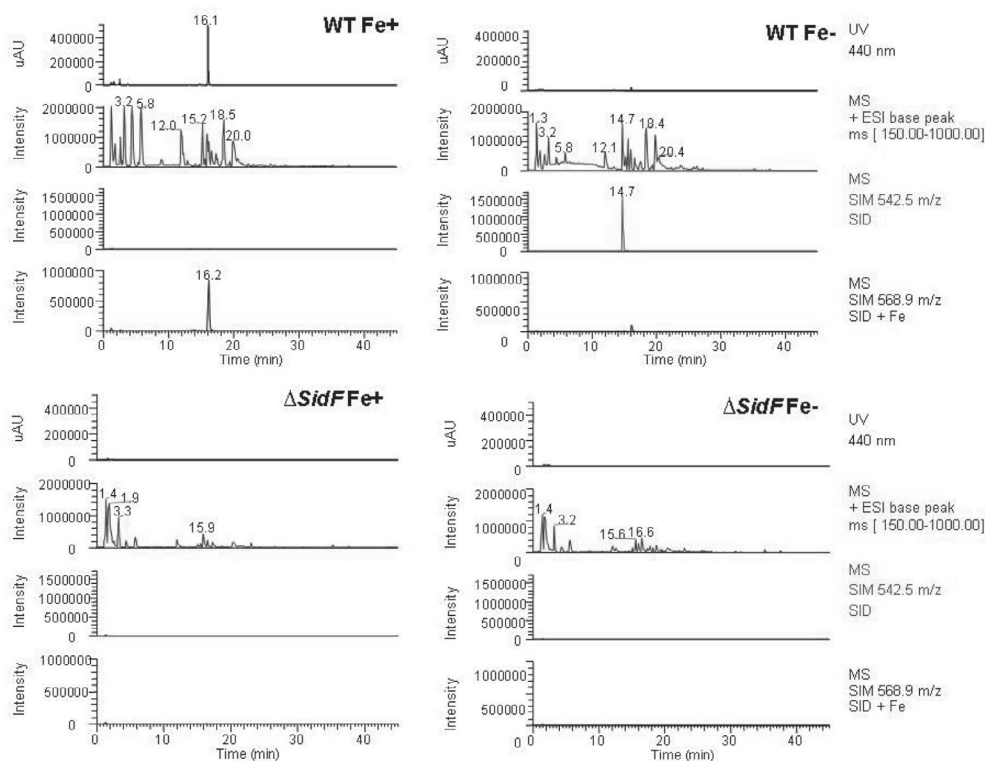 WT Fe+
uAU
400000
200000
0
16.1
Intensity
2000000
1000000
0
3.2
5.8
12.0
15.2
18.5
20.0
Intensity
1500000
1000000
500000
0
Intensity
1000000
500000
0
16.2
0
20
40
Time (min)
WT Fe-
uAU
400000
200000
0
Intensity
2000000
1000000
0
1.3
3.2
5.8
12.1
14.7
18.4
20.4
Intensity
1500000
1000000
500000
0
14.7
Intensity
1000000
500000
0
0
20
40
Time (min)
UV
440 nm
MS
+ ESI base peak
ms [ 150.00-1000.00]
MS
SIM 542.5 m/z
SID
MS
SIM 568.9 m/z
SID + Fe
ΔSidF Fe+
uAU
400000
200000
0
Intensity
2000000
1000000
0
1.4
1.9
3.3
15.9
Intensity
1500000
1000000
500000
0
Intensity
1000000
500000
0
0
10
20
30
40
Time (min)
ΔSidF Fe-
uAU
400000
200000
0
Intensity
2000000
1000000
0
1.4
3.2
15.6
16.6
Intensity
1500000
1000000
500000
0
Intensity
1000000
500000
0
0
10
20
30
40
Time (min)
UV
440 nm
MS
+ ESI base peak
ms [ 150.00-1000.00]
MS
SIM 542.5 m/z
SID
MS
SIM 568.9 m/z
SID + Fe